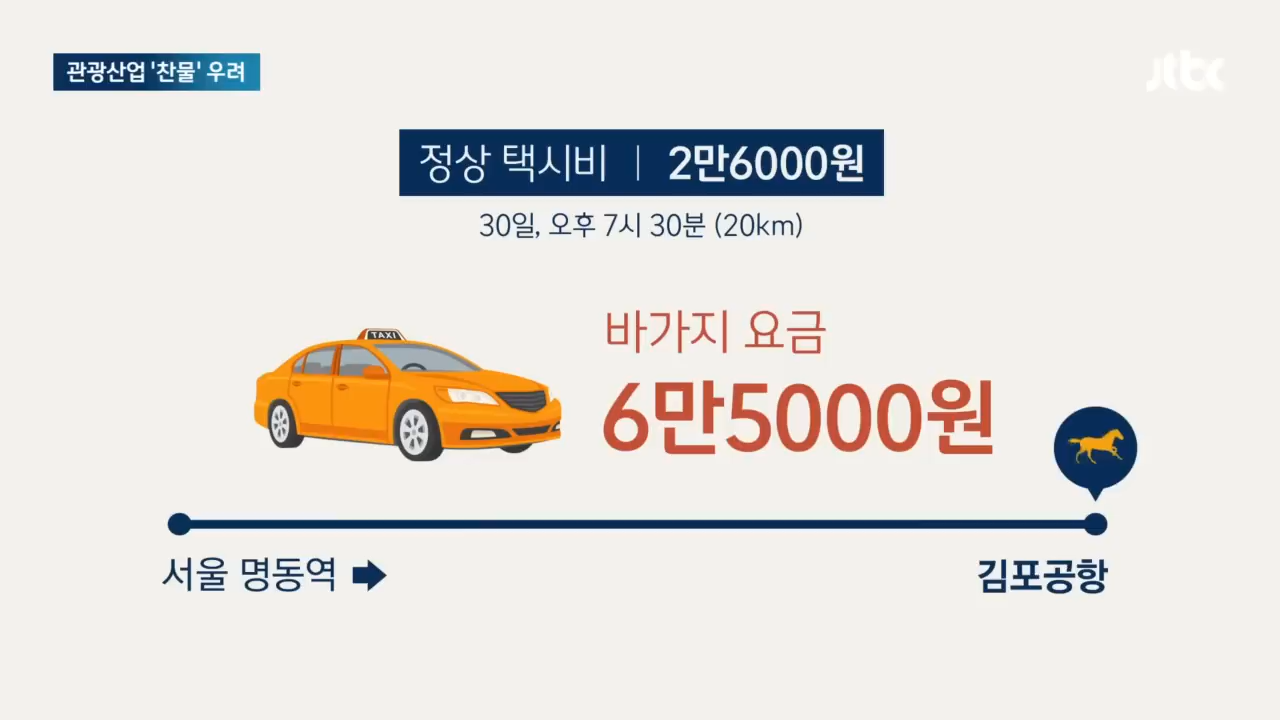 관광산업 '찬물' 우려
jtbc
정상 택시비 | 2만6000원
30일, 오후 7시 30분 (20km)
TAXI
바가지 요금
6만5000원
서울 명동역 ➡
김포공항